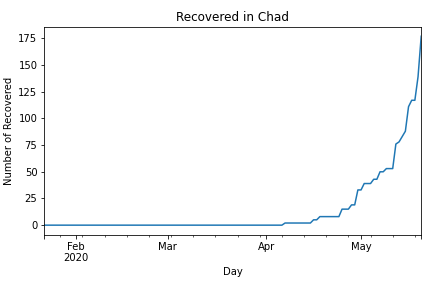 Recovered in Chad
Number of Recovered
175
150
125
100
75
50
25
0
Feb
2020
Mar
Apr
May
Day